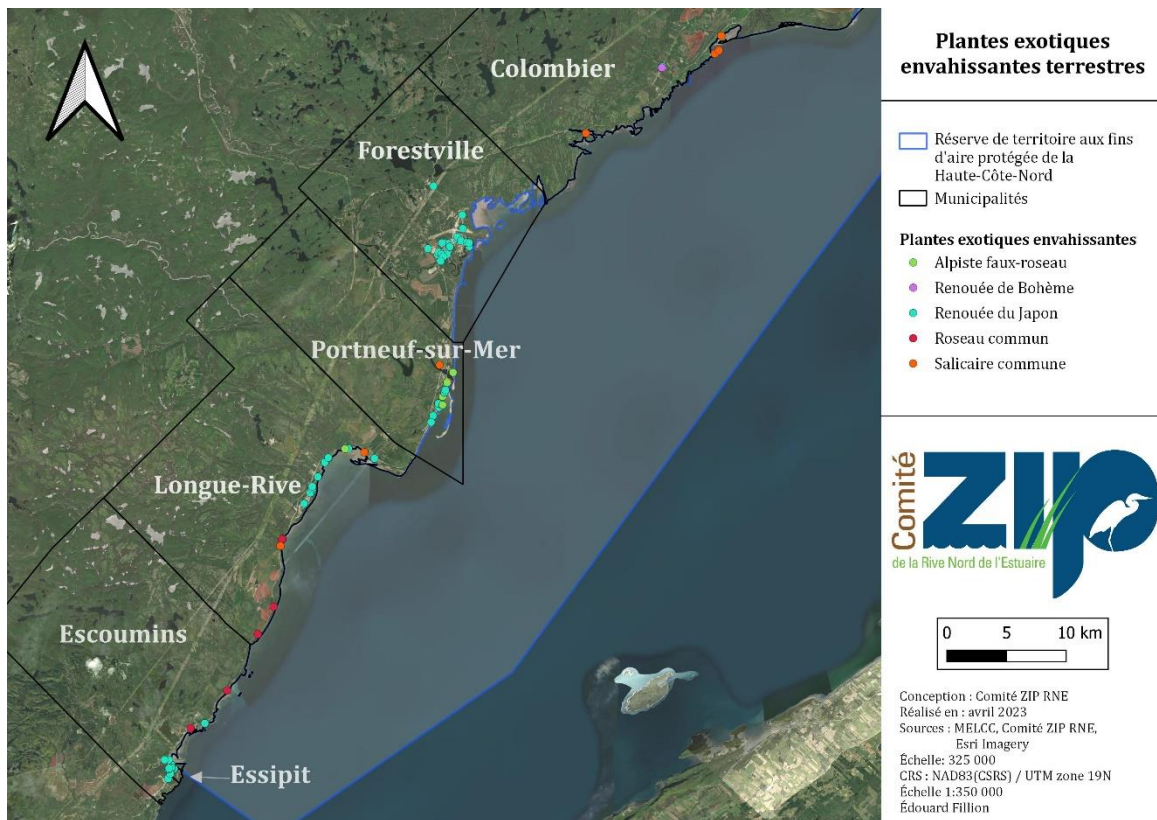 Colombier
Forestville
Portneuf-sur-Mer
Longue-Rive
Escoumins
Essipit
Plantes exotiques
envahissantes terrestres
Réserve de territoire aux fins
d'aire protégée de la
Haute-Côte-Nord
Municipalités
Plantes exotiques envahissantes
Alpiste faux-roseau
Renouée de Bohème
Renouée du Japon
Roseau commun
Salicaire commune
Comité
ZIP
de la Rive Nord de l'Estuaire
0 5 10 km
Conception : Comité ZIP RNE
Réalisé en : avril 2023
Sources : MELCC, Comité ZIP RNE,
Esri Imagery
Échelle: 325 000
CRS : NAD83(CSRS) / UTM zone 19N
Échelle 1:350 000
Édouard Fillion